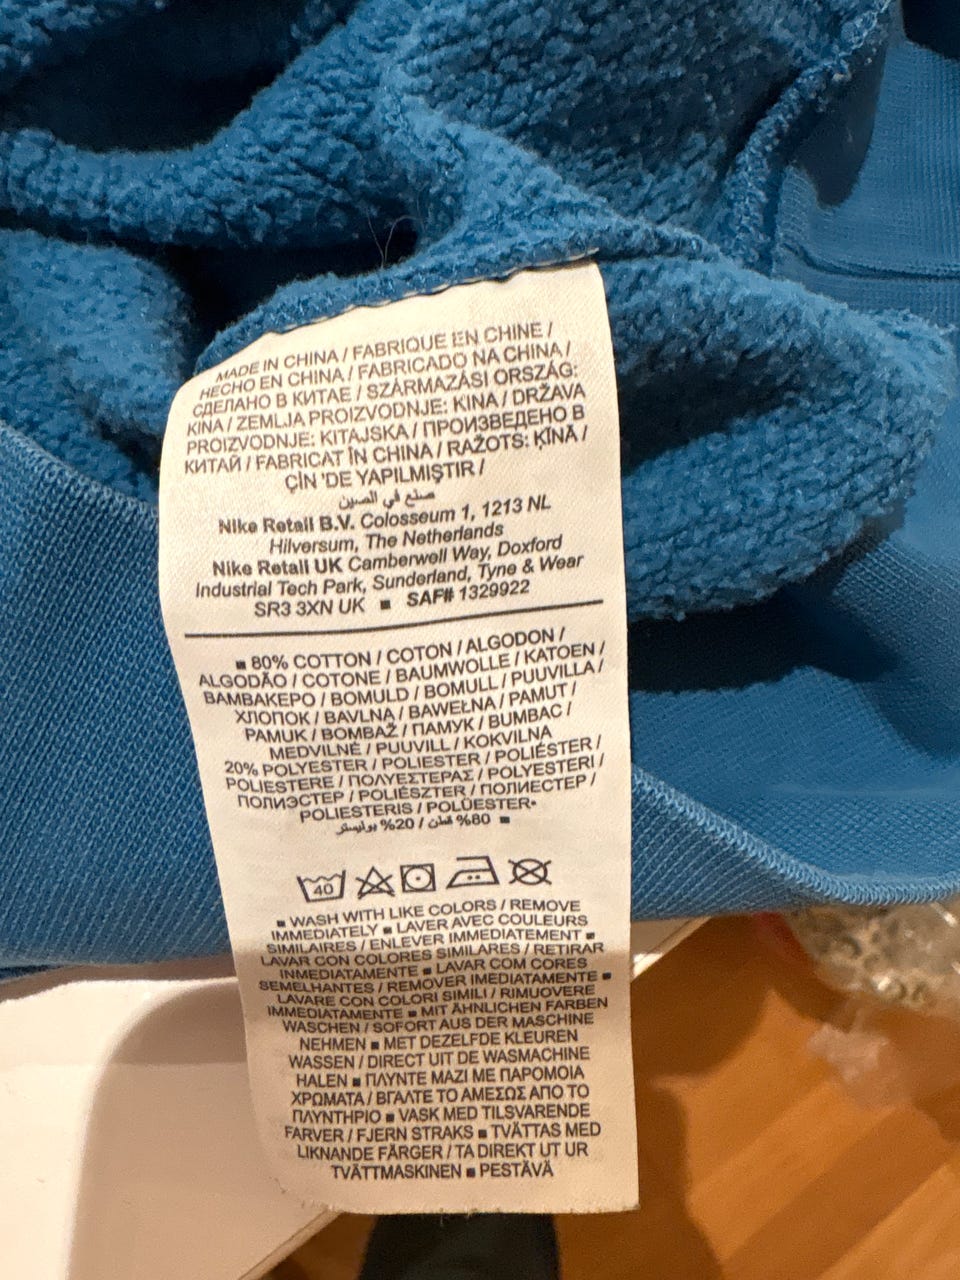 MADE IN CHINA / FABRIQUE EN CHINE /
HECHO EN CHINA / FABRICADO NA CHINA /
СДЕЛАНО В КИТАЕ / SZÁRMAZÁSI ORSZÁG:
KÍNA / ZEMLJA PROIZVODNJE: KINA / DRŽAVA
PROIZVODNJE: KITAJSKA / ПРОИЗВЕДЕНО В
КИТАЙ / FABRICAT ÎN CHINA / RAŽOTS: ĶĪNĀ /
ÇİN 'DE YAPILMIŞTIR /
صنع في الصين
Nike Retail B.V. Colosseum 1, 1213 NL
Hilversum, The Netherlands
Nike Retail UK Camberwell Way, Doxford
Industrial Tech Park, Sunderland, Tyne & Wear
SR3 3XN UK ■ SAF# 1329922
■ 80% COTTON / COTON / ALGODON /
ALGODÃO / COTONE / BAUMWOLLE / KATOEN /
ΒΑΜΒΑΚΕΡΟ / BOMULD / BOMULL / PUUVILLA /
ХЛОПОК / BAVLNA / BAWEŁNA / PAMUT /
PAMUK / BOMBAŽ / ПАМУК / BUMBAC /
MEDVILNĖ / PUUVILL / KOKVILNA
20% POLYESTER / POLIESTER / POLIÉSTER /
POLIESTERE / ΠΟΛΥΕΣΤΕΡΑΣ / POLYESTERI /
ПОЛИЭСТЕР / POLIÉSZTER / ПОЛИЕСТЕР /
POLIESTERIS / POLÜESTER•
80% قطن / 20% بوليستر ■
40
■ WASH WITH LIKE COLORS / REMOVE
IMMEDIATELY ■ LAVER AVEC COULEURS
SIMILAIRES / ENLEVER IMMEDIATEMENT ■
LAVAR CON COLORES SIMILARES / RETIRAR
INMEDIATAMENTE ■ LAVAR COM CORES
SEMELHANTES / REMOVER IMEDIATAMENTE ■
LAVARE CON COLORI SIMILI / RIMUOVERE
IMMEDIATAMENTE ■ MIT ÄHNLICHEN FARBEN
WASCHEN / SOFORT AUS DER MASCHINE
NEHMEN ■ MET DEZELFDE KLEUREN
WASSEN / DIRECT UIT DE WASMACHINE
HALEN ■ ΠΛΥΝΤΕ ΜΑΖΙ ΜΕ ΠΑΡΟΜΟΙΑ
ΧΡΩΜΑΤΑ / ΒΓΑΛΤΕ ΤΟ ΑΜΕΣΩΣ ΑΠΟ ΤΟ
ΠΛΥΝΤΗΡΙΟ ■ VASK MED TILSVARENDE
FARVER / FJERN STRAKS ■ TVÄTTAS MED
LIKNANDE FÄRGER / TA DIREKT UT UR
TVÄTTMASKINEN ■ PESTÄVÄ